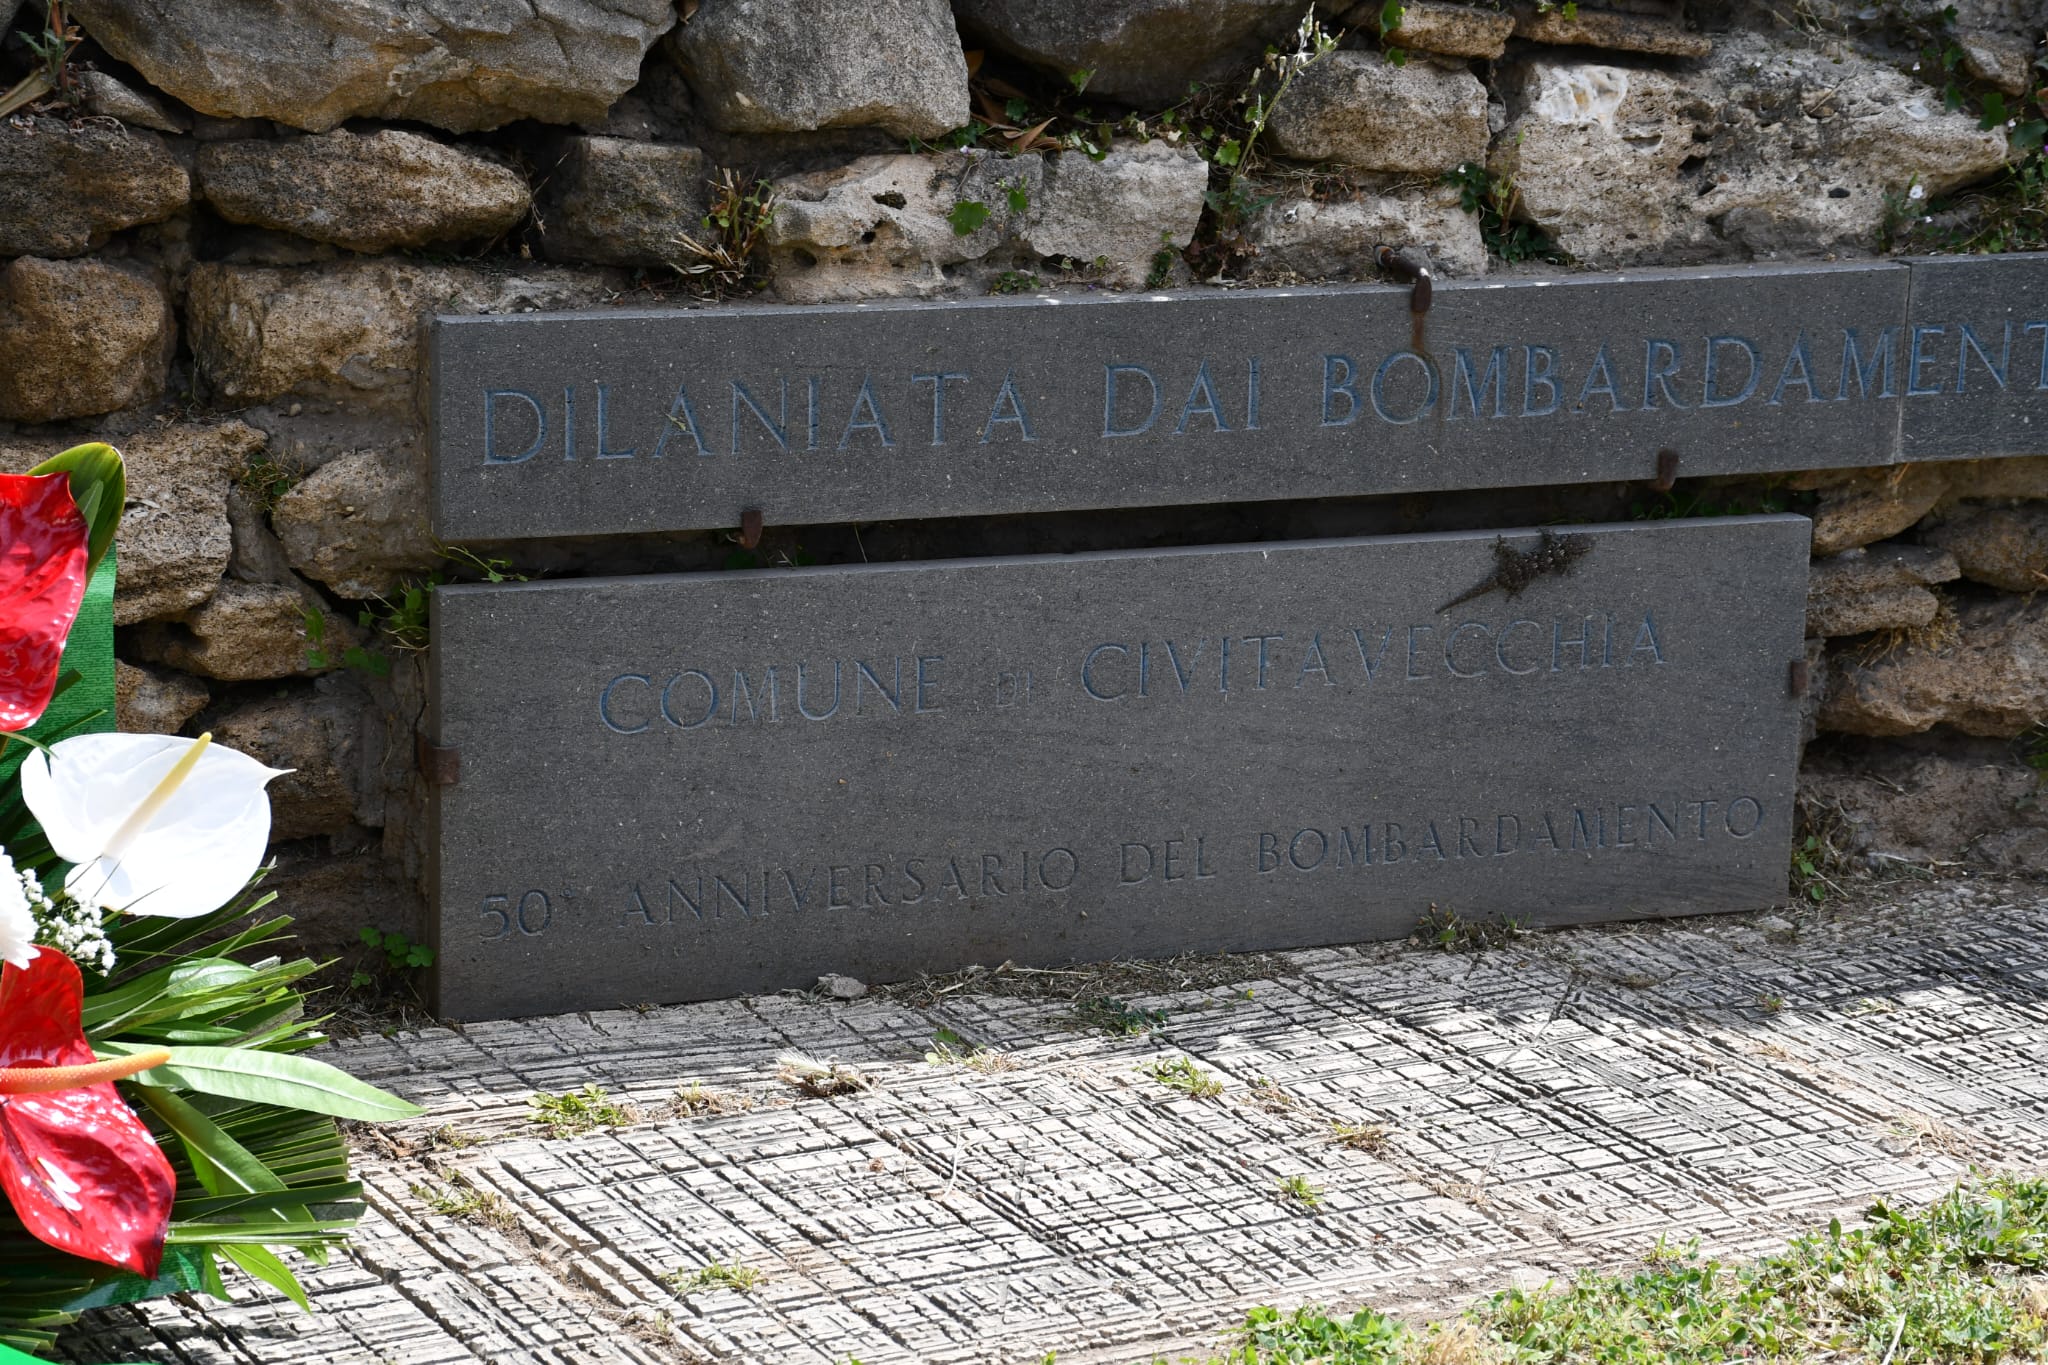 DILANIATA DAI BOMBARDAMENT
COMUNE DI CIVITAVECCHIA
50° ANNIVERSARIO DEL BOMBARDAMENTO